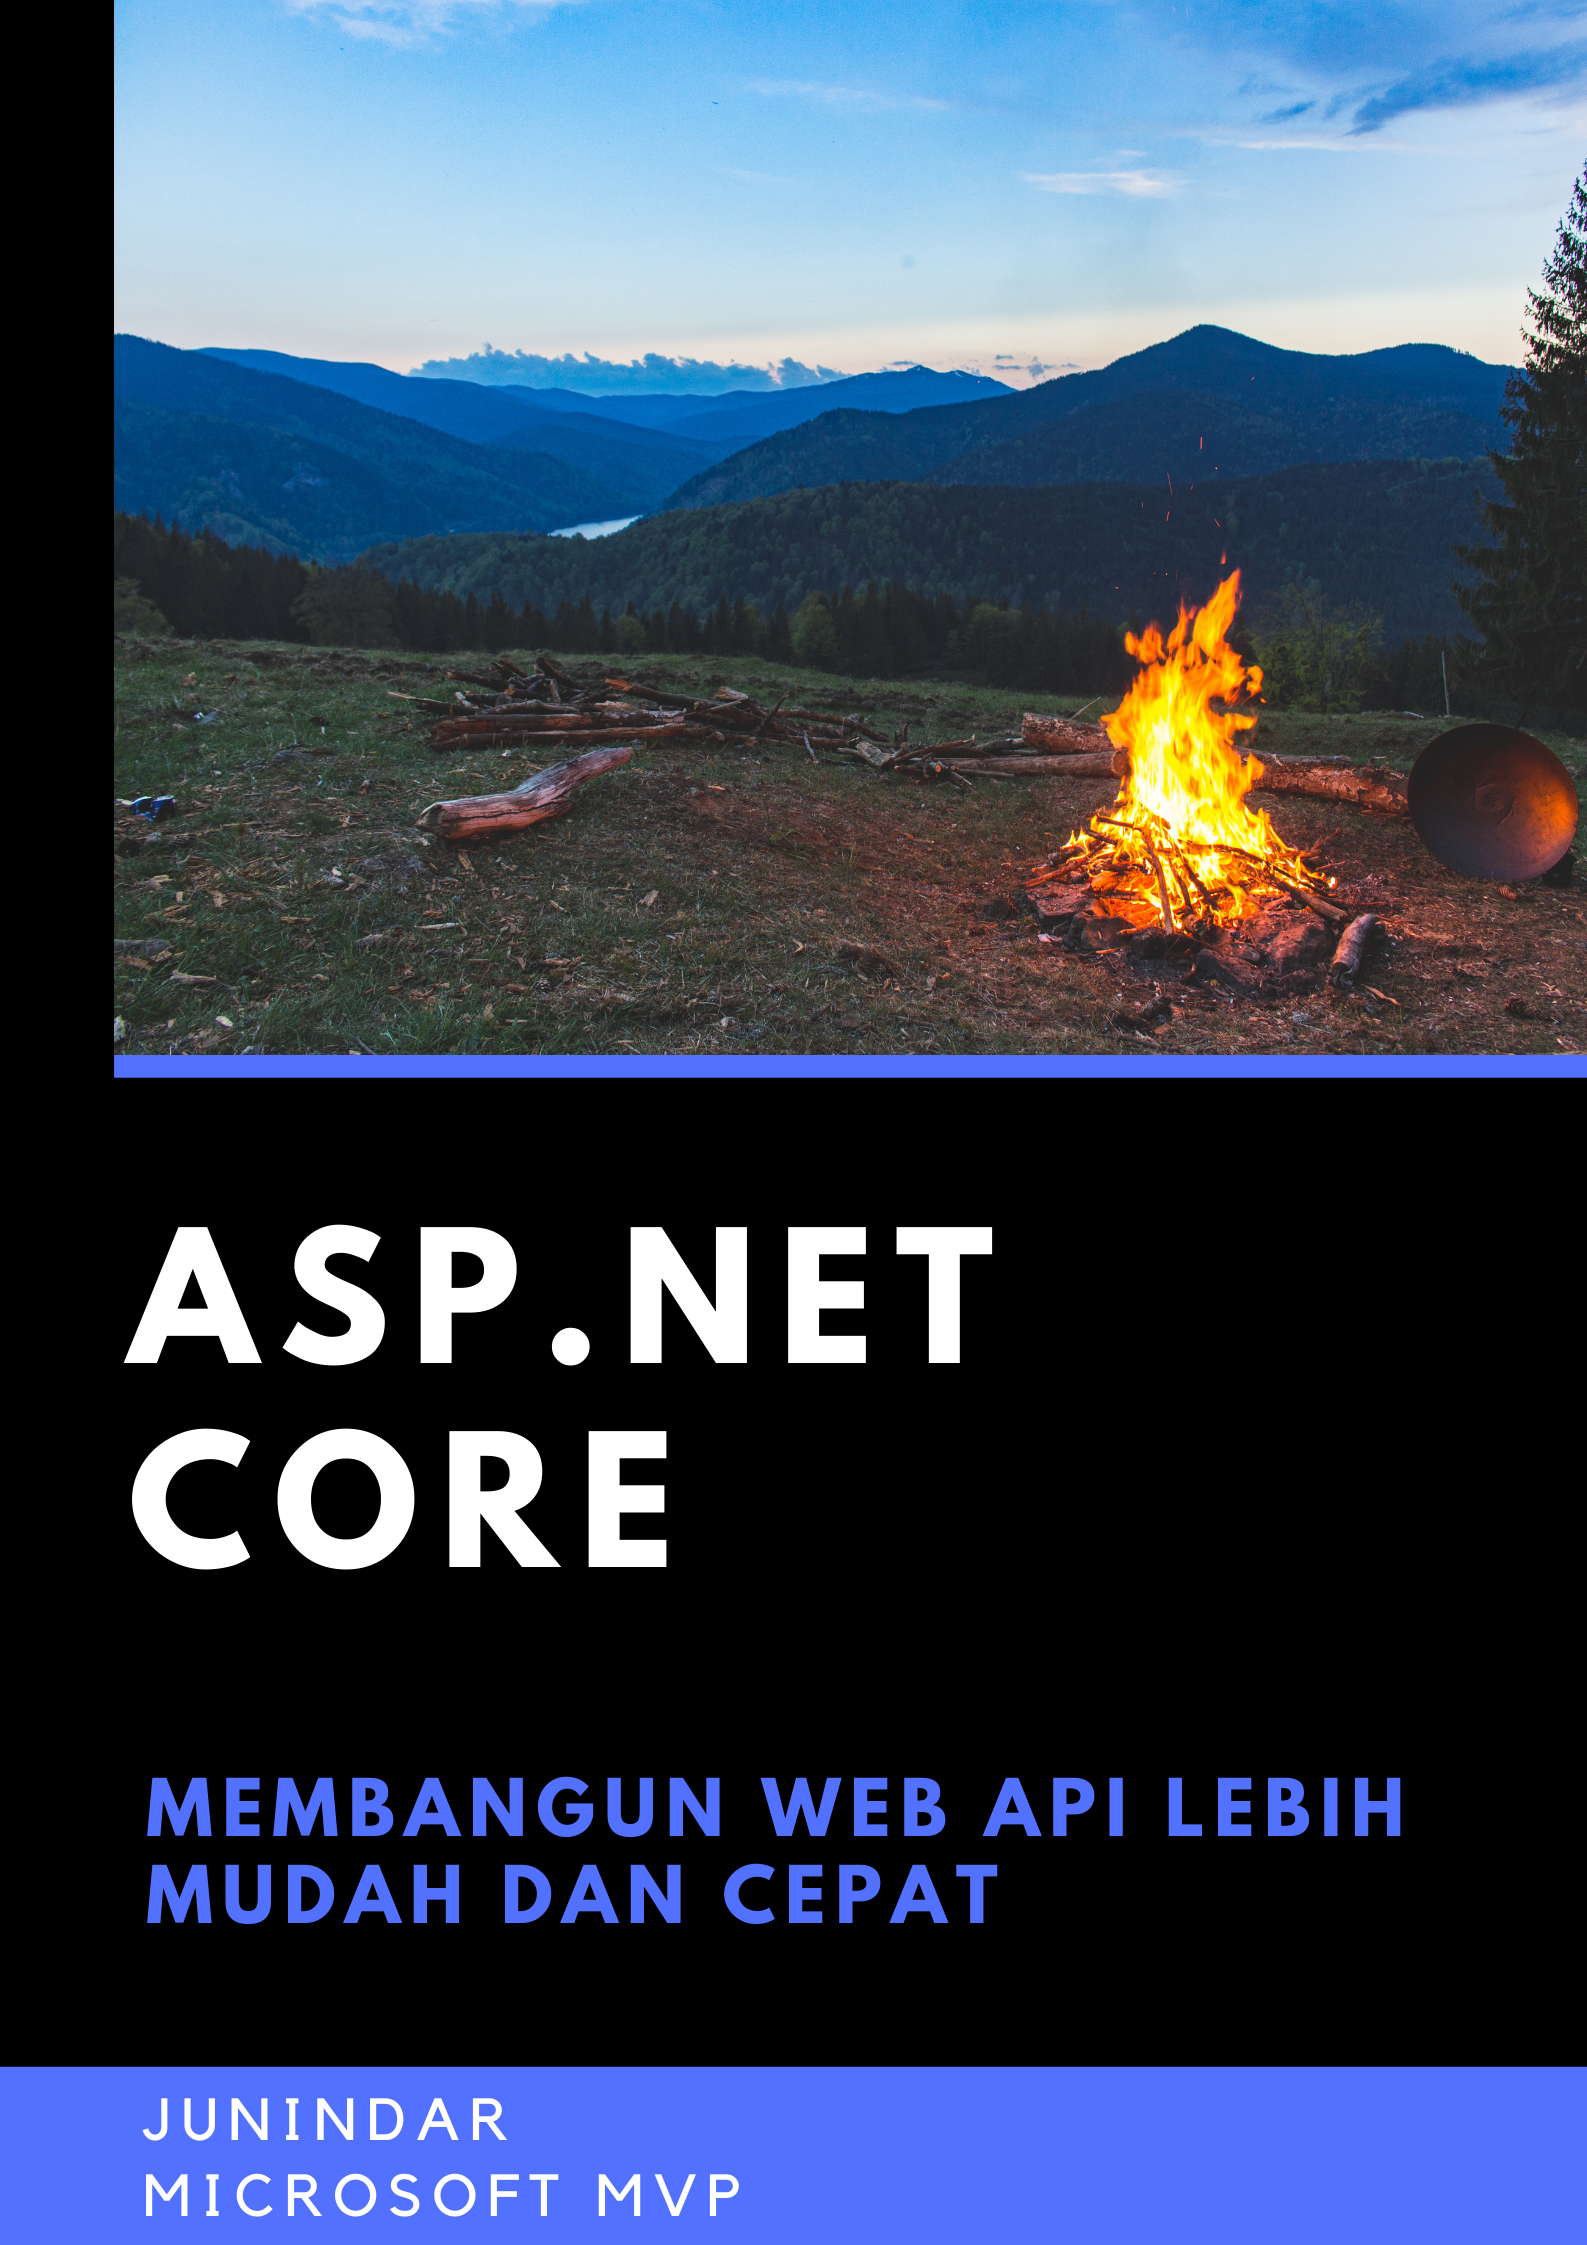 ASP.NET
CORE
MEMBANGUN WEB API LEBIH
MUDAH DAN CEPAT
JUNINDAR
MICROSOFT MVP